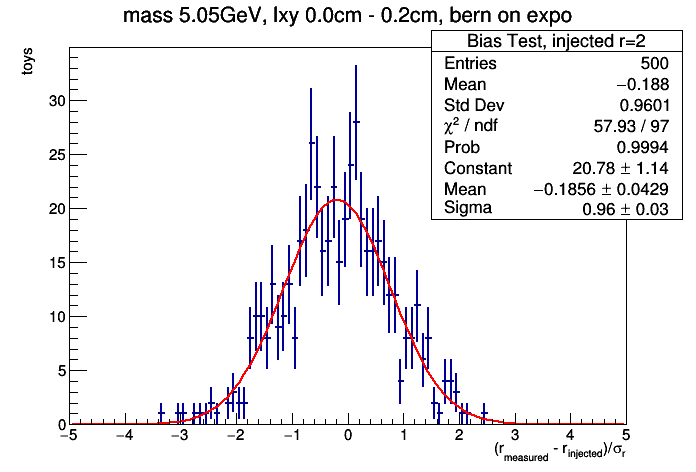 mass 5.05GeV, lxy 0.0cm - 0.2cm, bern on expo
Bias Test, injected r=2
Entries 500
Mean −0.188
Std Dev 0.9601
χ² / ndf 57.93 / 97
Prob 0.9994
Constant 20.78 ± 1.14
Mean −0.1856 ± 0.0429
Sigma 0.96 ± 0.03
toys
30
25
20
15
10
5
0
−5 −4 −3 −2 −1 0 1 2 3 4 5
(r_measured - r_injected)/σ_r